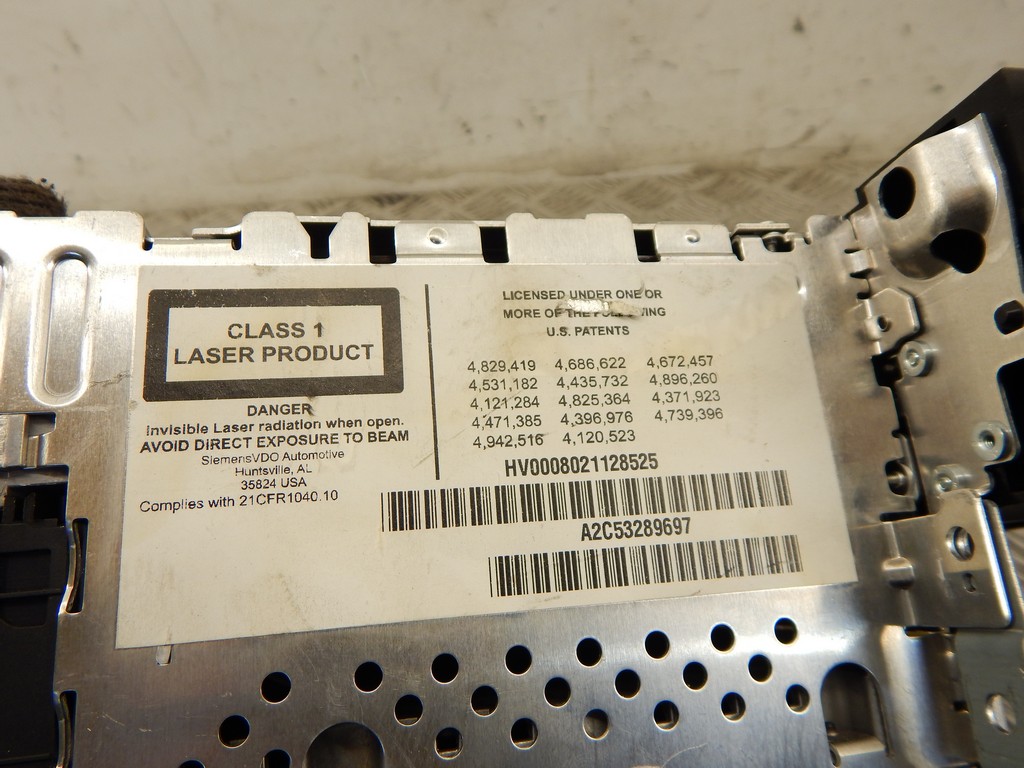 CLASS 1
LASER PRODUCT
DANGER
Invisible Laser radiation when open.
AVOID DIRECT EXPOSURE TO BEAM
SiemensVDO Automotive
Huntsville, AL
35824 USA
Complies with 21CFR1040.10
LICENSED UNDER ONE OR
MORE OF THE
U.S. PATENTS
4,829,419 4,686,622 4,672,457
4,531,182 4,435,732 4,896,260
4,121,284 4,825,364 4,371,923
4,471,385 4,396,976 4,739,396
4,942,516 4,120,523
HV0008021128525
A2C53289697